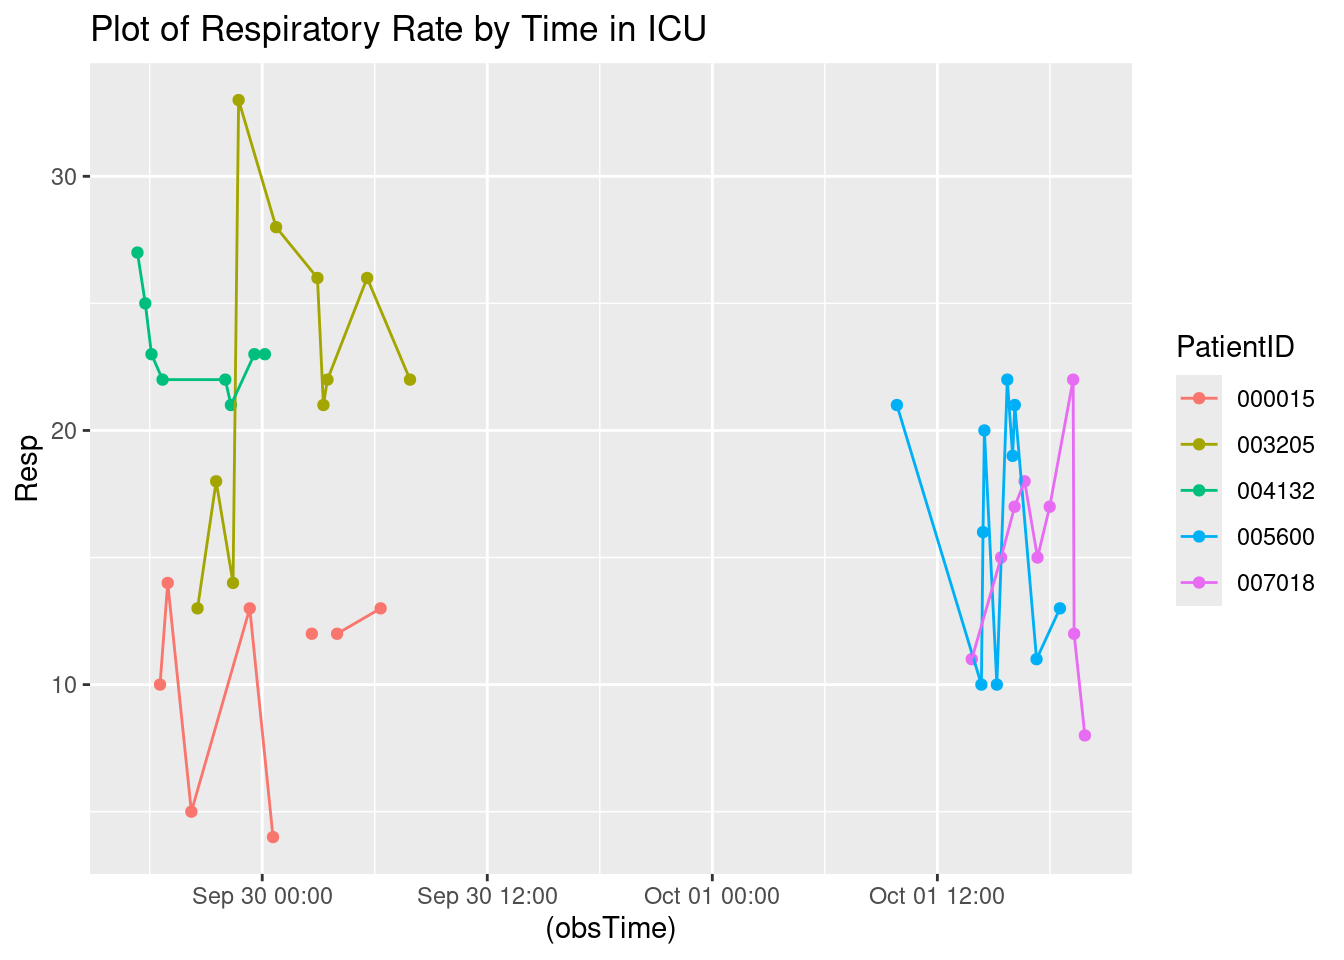 Plot of Respiratory Rate by Time in ICU
30
20
10
Resp
Sep 30 00:00
Sep 30 12:00
Oct 01 00:00
Oct 01 12:00
(obsTime)
PatientID
000015
003205
004132
005600
007018